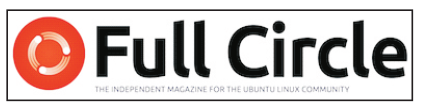 Full Circle
THE INDEPENDENT MAGAZINE FOR THE UBUNTU LINUX COMMUNITY